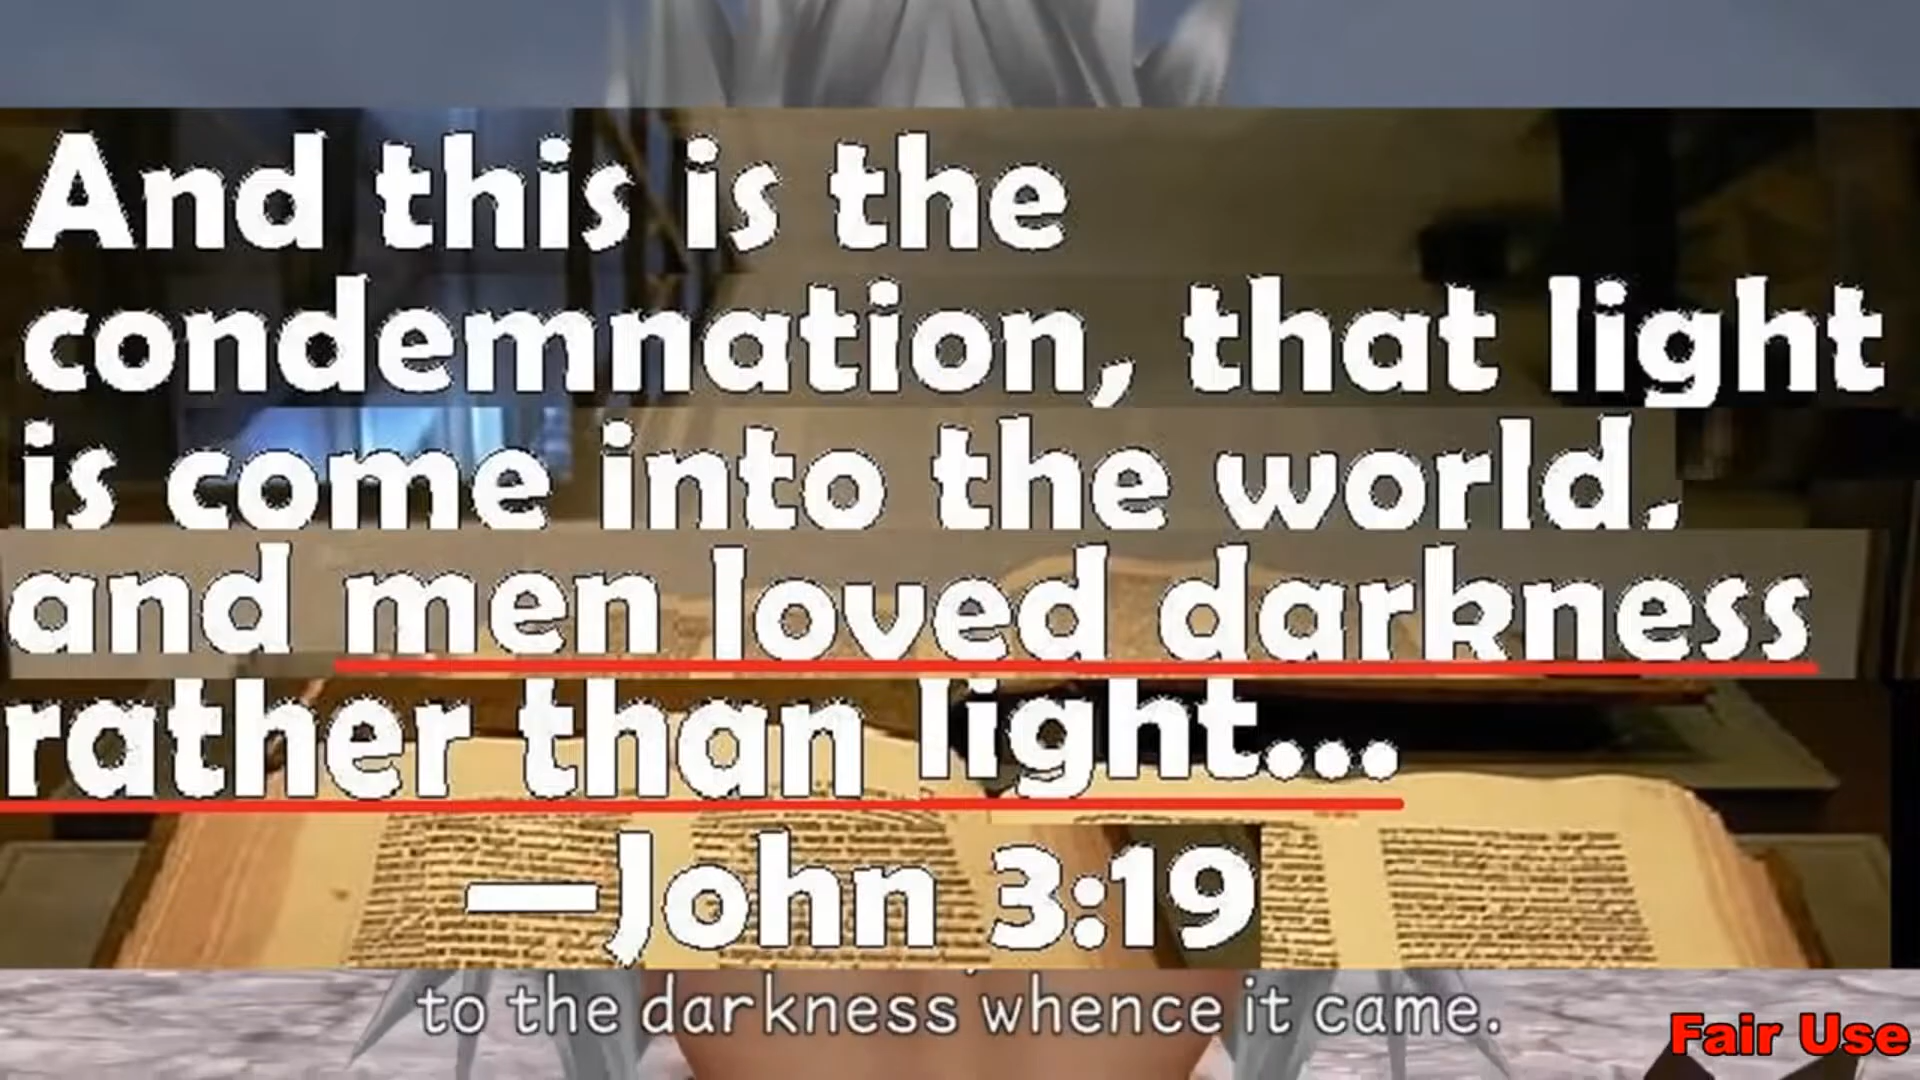 And this is the
condemnation, that light
is come into the world,
and men loved darkness
rather than light...
—John 3:19
to the darkness whence it came.
Fair Use